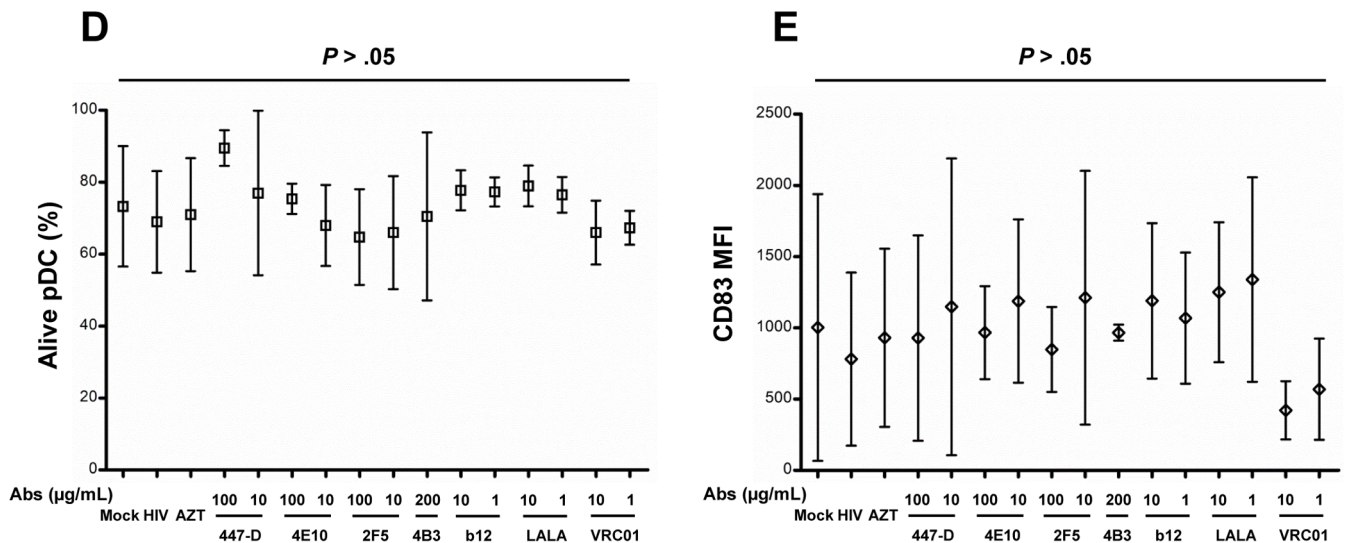 D
P > .05
100
80
60
40
20
0
Alive pDC (%)
Abs (µg/mL)
100 10 100 10 100 10 200 10 1 10 1 10 1
Mock HIV AZT
447-D 4E10 2F5 4B3 b12 LALA VRC01
E
P > .05
2500
2000
1500
1000
500
0
CD83 MFI
Abs (µg/mL)
100 10 100 10 100 10 200 10 1 10 1 10 1
Mock HIV AZT
447-D 4E10 2F5 4B3 b12 LALA VRC01